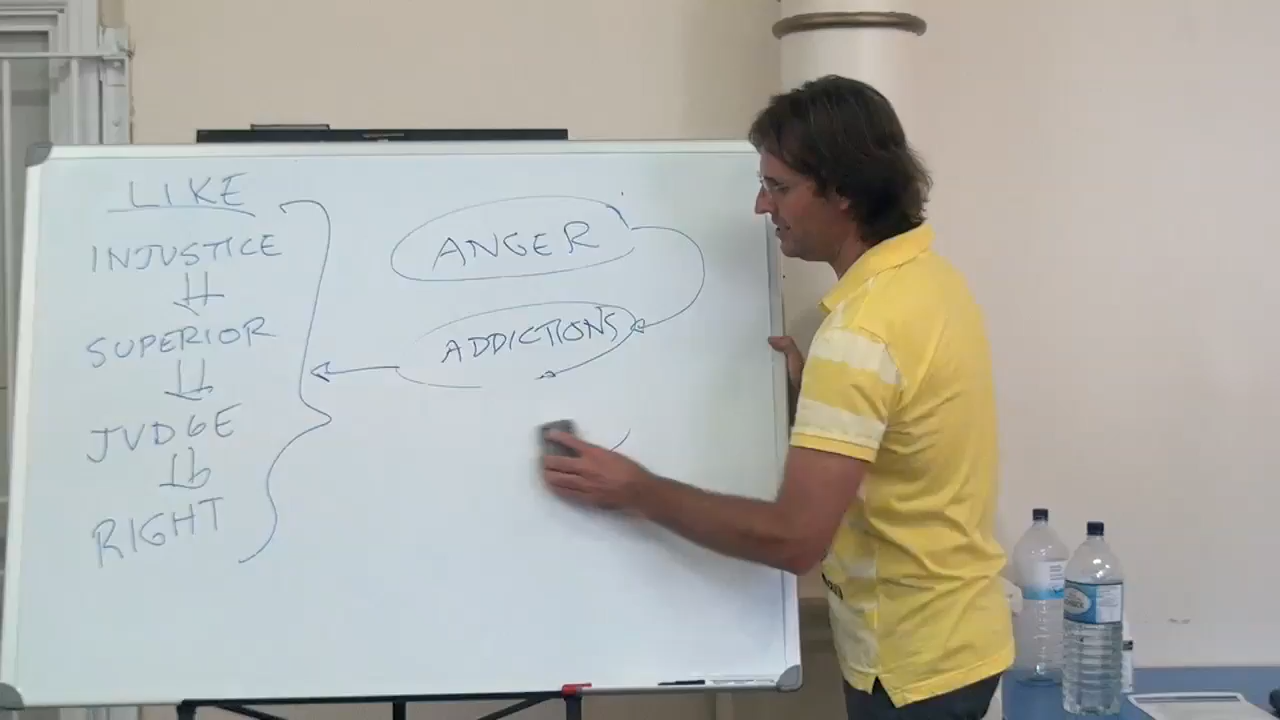 LIKE
INJUSTICE
SUPERIOR
JUDGE
RIGHT
ANGER
ADDICTIONS